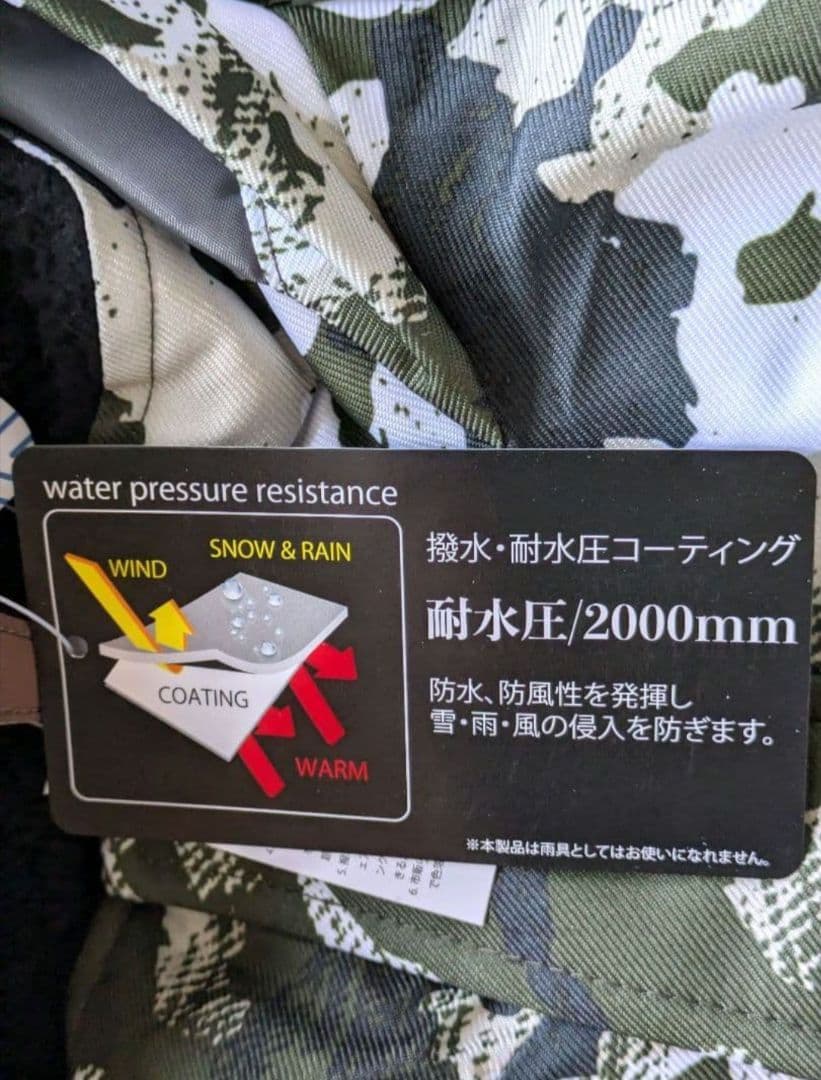 water pressure resistance
WIND
SNOW & RAIN
COATING
WARM
撥水・耐水圧コーティング
耐水圧/2000mm
防水、防風性を発揮し
雪・雨・風の侵入を防ぎます。
※本製品は雨具としてはお使いになれません。